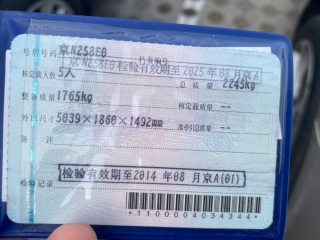 号牌号码 京N258E0 档案编号
京N258E0 检验有效期至2025年08月京A
核定载人数 5人 总质量 2245kg
整备质量 1765kg 核定载质量 --
外廓尺寸 5039×1860×1492mm 准牵引总质量 --
备注
检验有效期至2014年08月京A(01)
检验记录
*1100004034344*